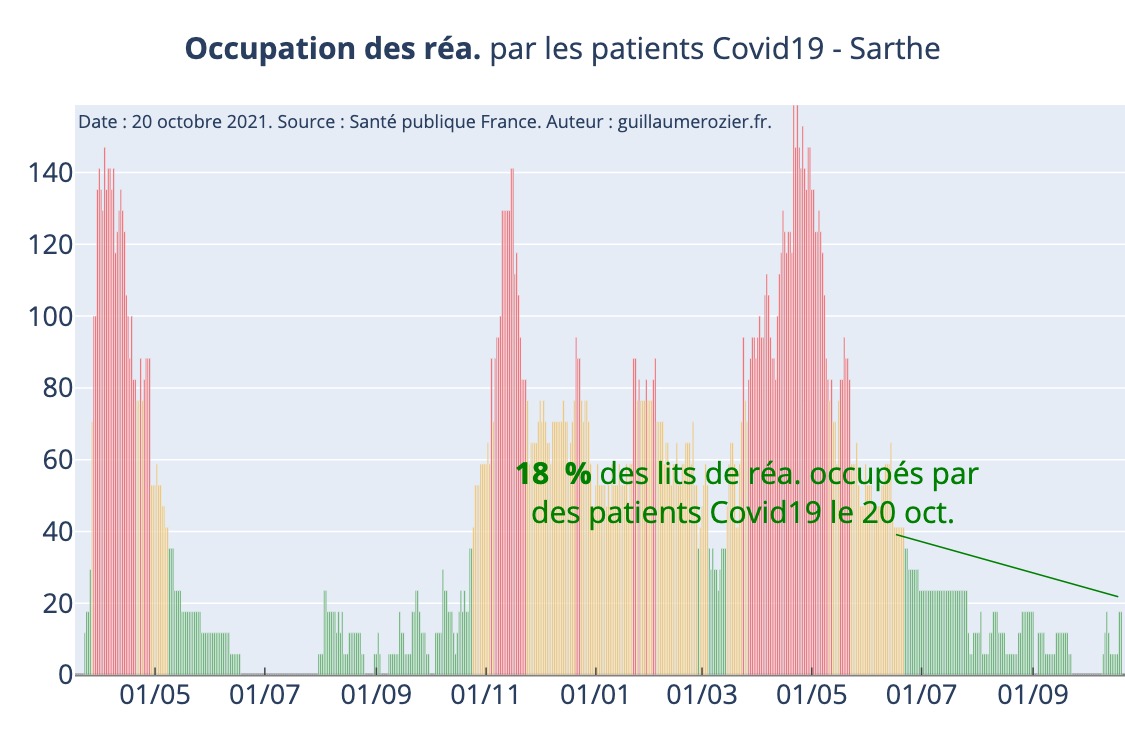 Occupation des réa. par les patients Covid19 - Sarthe
Date : 20 octobre 2021. Source : Santé publique France. Auteur : guillaumerozier.fr.
140
120
100
80
60
40
20
0
18 % des lits de réa. occupés par
des patients Covid19 le 20 oct.
01/05 01/07 01/09 01/11 01/01 01/03 01/05 01/07 01/09